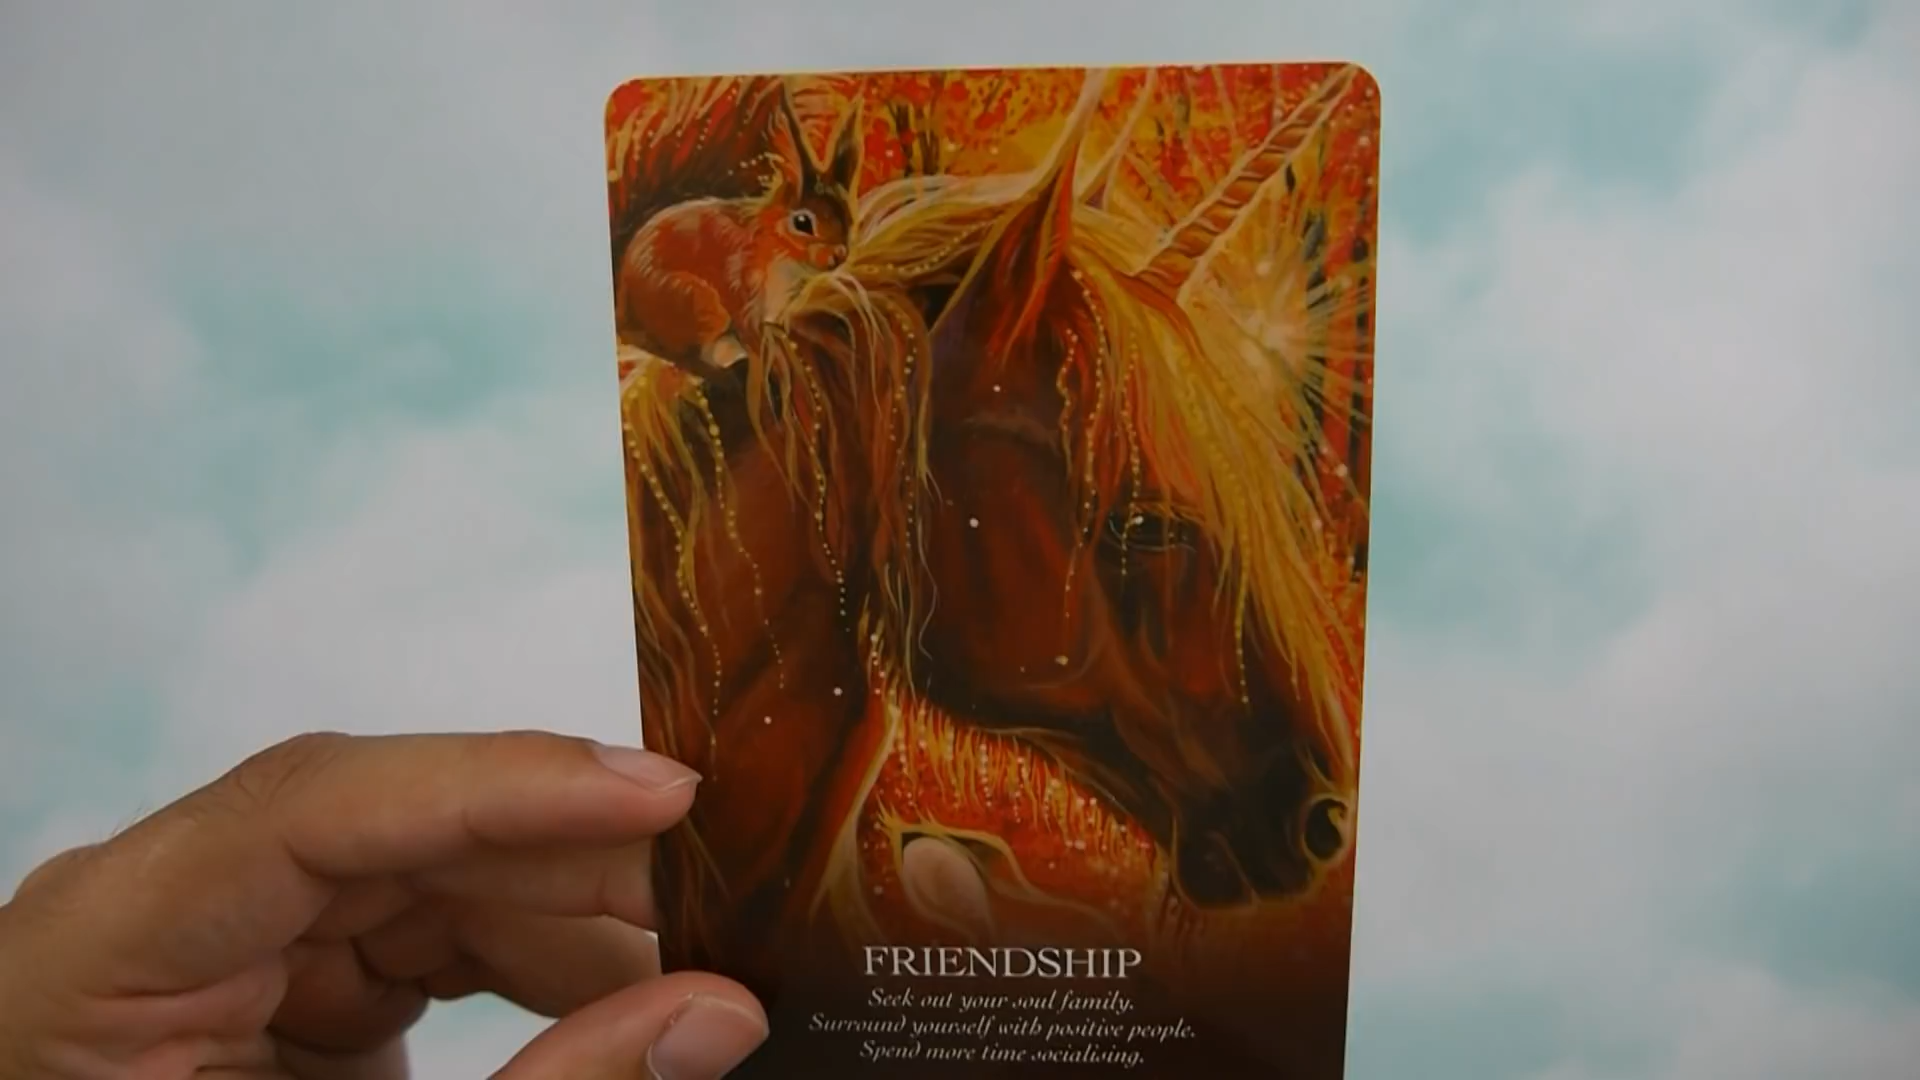 FRIENDSHIP
Seek out your soul family.
Surround yourself with positive people.
Spend more time socialising.